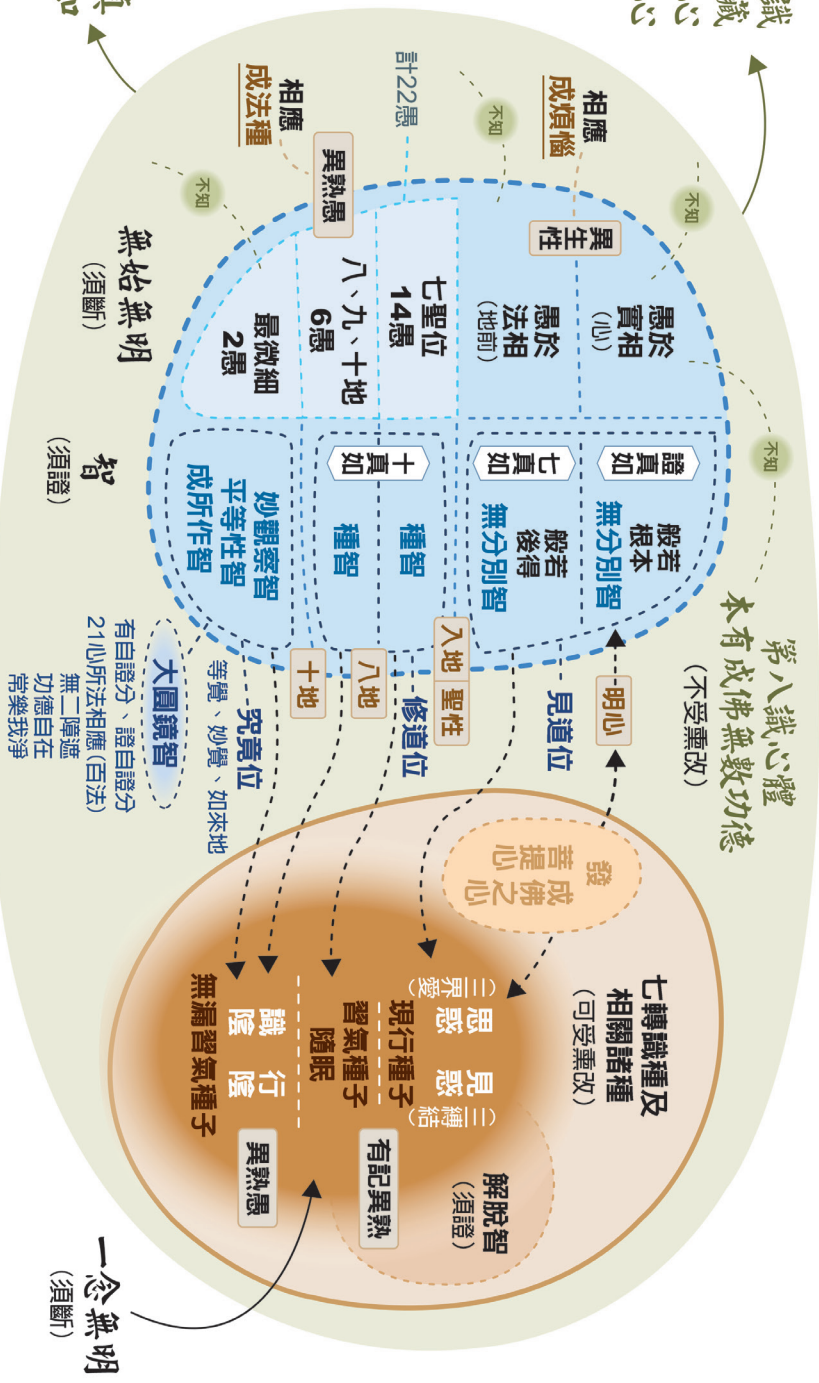 第八識心體
本有成佛無數功德
(不受熏改)
不知
不知
不知
不知
愚於
實相
(心)
愚於
法相
(地前)
異生性
相應
成煩惱
七聖位
14愚
八、九、十地
6愚
最微細
2愚
計22愚
異熟愚
相應
成法種
無始無明
(須斷)
證真如
般若
根本
無分別智
七真如
般若
後得
無分別智
十真如
種智
種智
妙觀察智
平等性智
成所作智
智
(須證)
明心
見道位
入地
聖性
修道位
八地
十地
究竟位
等覺、妙覺、如來地
大圓鏡智
有自證分、證自證分
21心所法相應(百法)
無二障遮
功德自在
常樂我淨
七轉識種及
相關諸種
(可受熏改)
發
菩提心
成佛之心
解脫智
(須證)
思惑
(三界愛)
見惑
(三縛結)
現行種子
習氣種子
隨眠
有記異熟
識陰
行陰
無漏習氣種子
異熟愚
一念無明
(須斷)